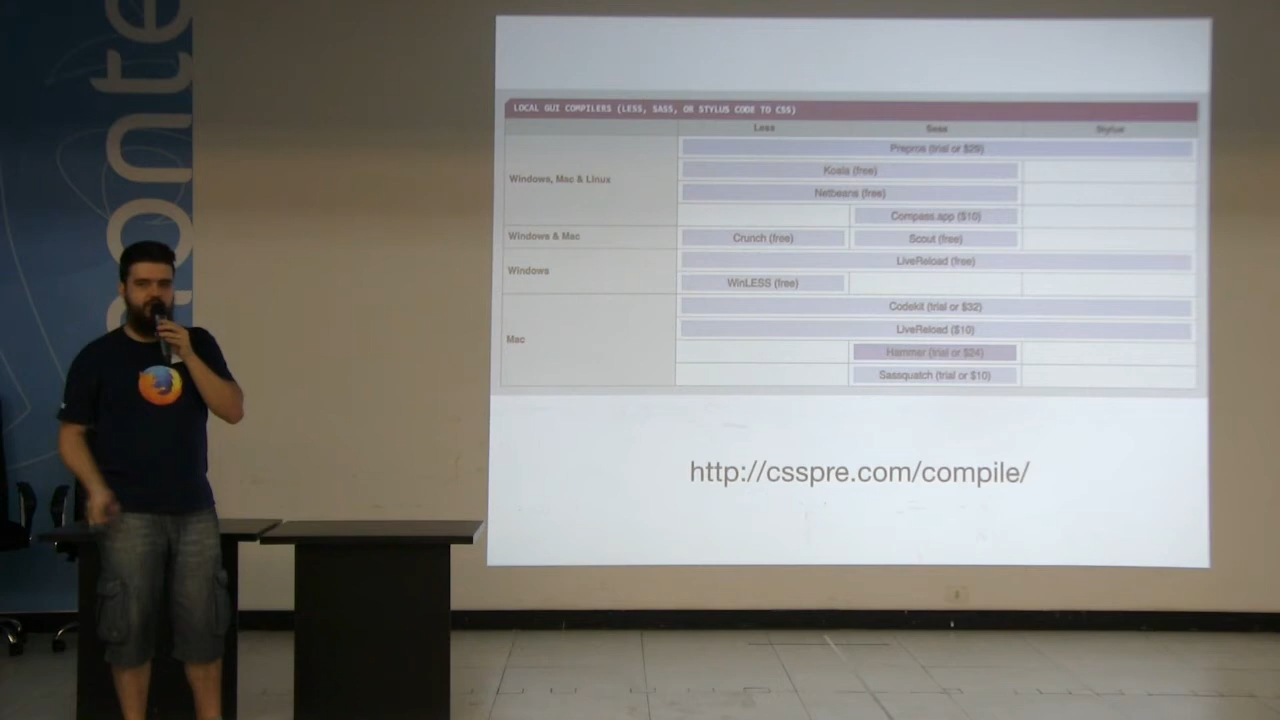 onte
LOCAL GUI COMPILERS (LESS, SASS, OR STYLUS CODE TO CSS)
Less Sass Stylus
Windows, Mac & Linux
Prepros (trial or $29)
Koala (free)
Netbeans (free)
Compass.app ($10)
Windows & Mac
Crunch (free) Scout (free)
Windows
LiveReload (free)
WinLESS (free)
Mac
Codekit (trial or $32)
LiveReload ($10)
Hammer (trial or $24)
Sassquatch (trial or $10)
http://csspre.com/compile/